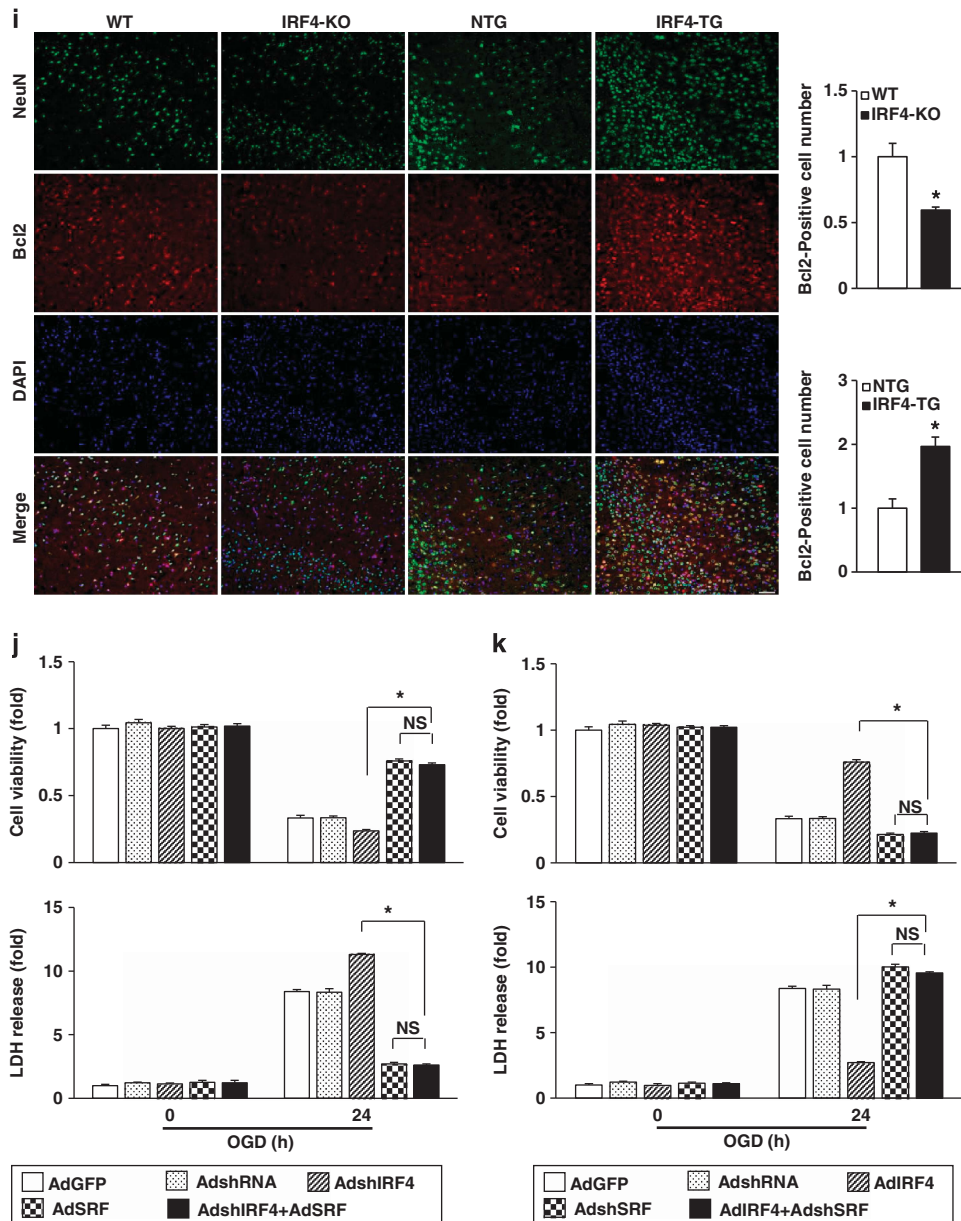 i
WT IRF4-KO NTG IRF4-TG
NeuN
Bcl2
DAPI
Merge
Bcl2-Positive cell number
1.5
1
0.5
0
WT
IRF4-KO
*
Bcl2-Positive cell number
3
2
1
0
NTG
IRF4-TG
*
j
Cell viability (fold)
1.5
1
0.5
0
*
NS
LDH release (fold)
15
10
5
0
*
NS
0 24
OGD (h)
AdGFP AdshRNA AdshIRF4
AdSRF AdshIRF4+AdSRF
k
Cell viability (fold)
1.5
1
0.5
0
*
NS
LDH release (fold)
15
10
5
0
*
NS
0 24
OGD (h)
AdGFP AdshRNA AdIRF4
AdshSRF AdIRF4+AdshSRF